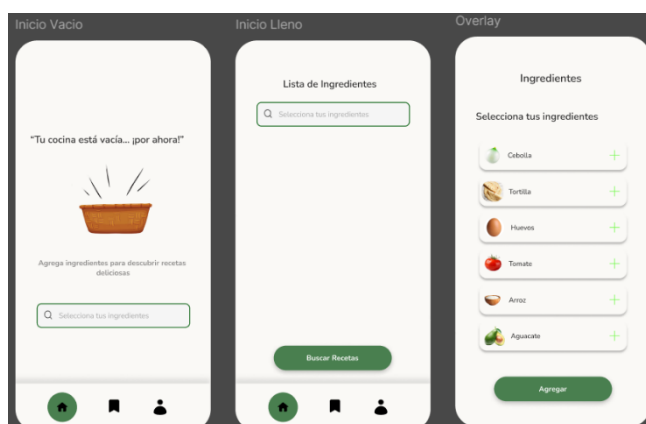 Inicio Vacio
"Tu cocina está vacía... ¡por ahora!"
Agrega ingredientes para descubrir recetas
deliciosas
Selecciona tus ingredientes
Inicio Lleno
Lista de Ingredientes
Selecciona tus ingredientes
Buscar Recetas
Overlay
Ingredientes
Selecciona tus ingredientes
Cebolla
Tortilla
Huevos
Tomate
Arroz
Aguacate
Agregar